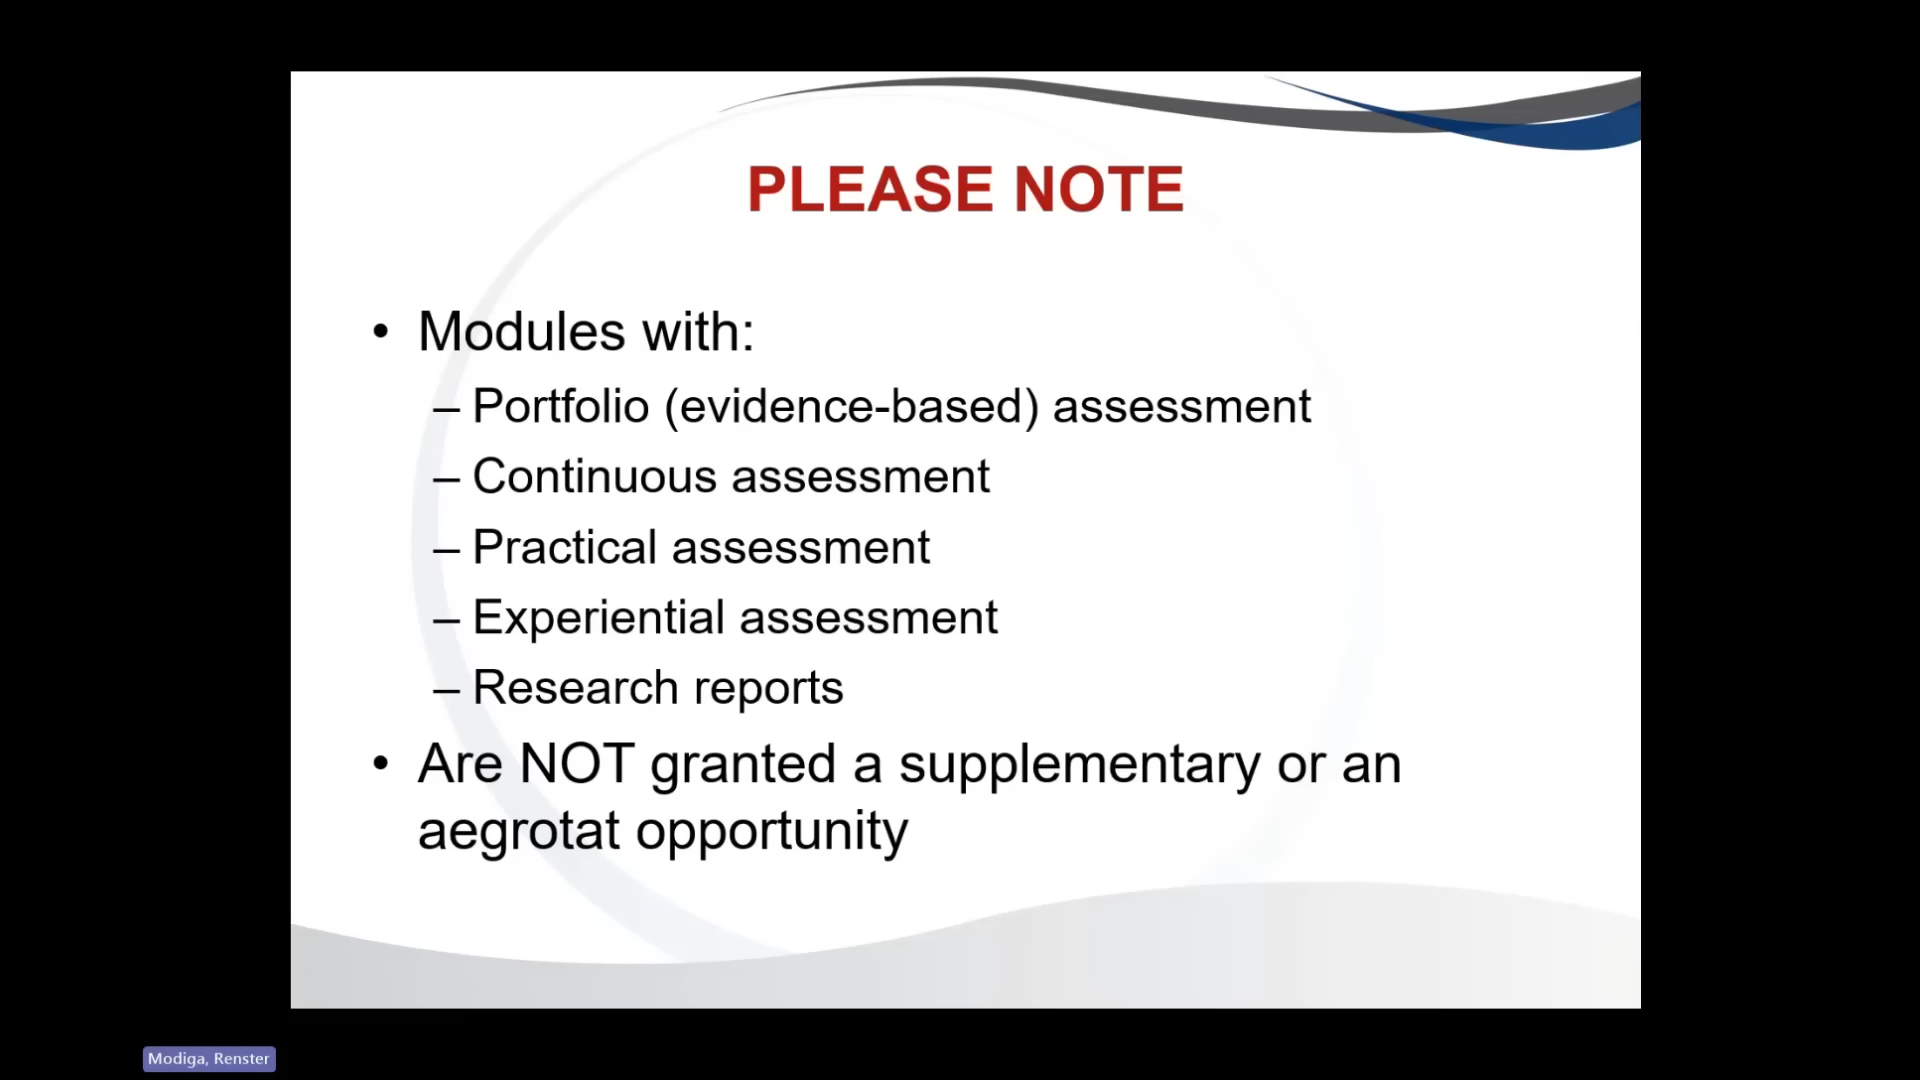 PLEASE NOTE
• Modules with:
– Portfolio (evidence-based) assessment
– Continuous assessment
– Practical assessment
– Experiential assessment
– Research reports
• Are NOT granted a supplementary or an
aegrotat opportunity
Modiga, Renster